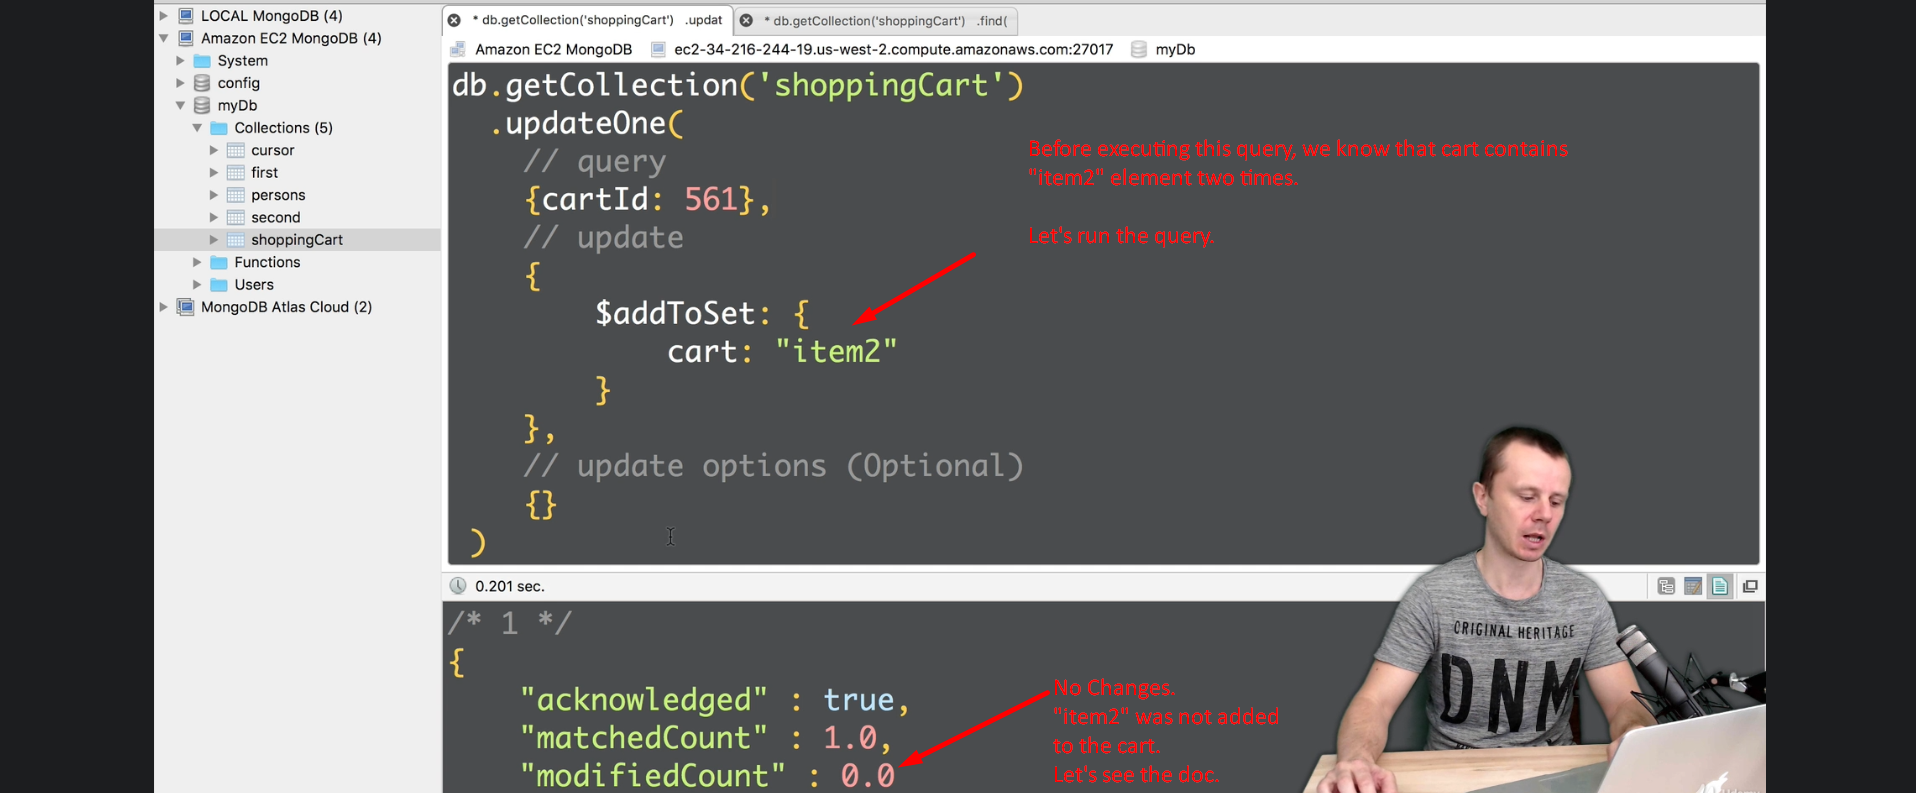 LOCAL MongoDB (4)
Amazon EC2 MongoDB (4)
System
config
myDb
Collections (5)
cursor
first
persons
second
shoppingCart
Functions
Users
MongoDB Atlas Cloud (2)
* db.getCollection('shoppingCart') .updat
* db.getCollection('shoppingCart') .find(
Amazon EC2 MongoDB ec2-34-216-244-19.us-west-2.compute.amazonaws.com:27017 myDb
db.getCollection('shoppingCart')
.updateOne(
// query
{cartId: 561},
// update
{
$addToSet: {
cart: "item2"
}
},
// update options (Optional)
{}
)
Before executing this query, we know that cart contains
"item2" element two times.
Let's run the query.
0.201 sec.
/* 1 */
{
"acknowledged" : true,
"matchedCount" : 1.0,
"modifiedCount" : 0.0
No Changes.
"item2" was not added
to the cart.
Let's see the doc.
ORIGINAL HERITAGE
DNM